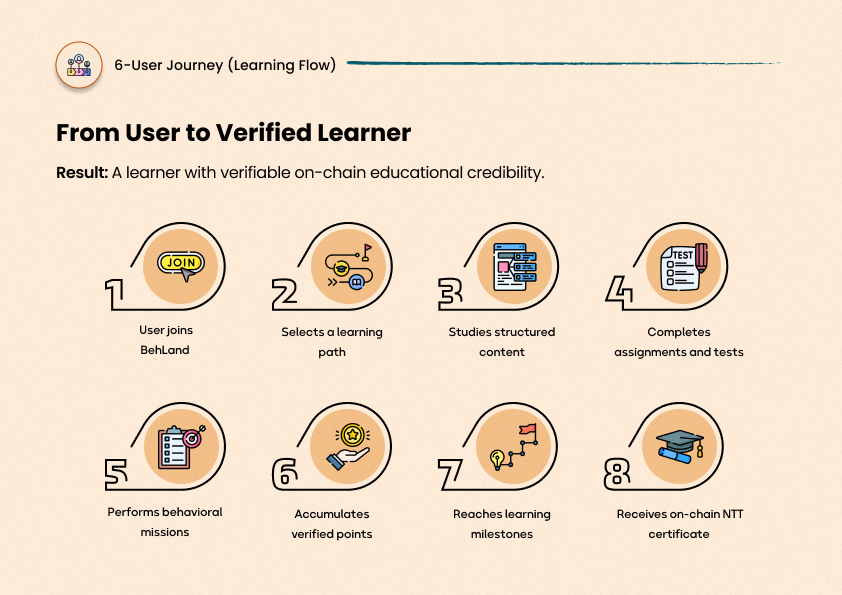 6-User Journey (Learning Flow)
From User to Verified Learner
Result: A learner with verifiable on-chain educational credibility.
JOIN
1
User joins
BehLand
2
Selects a learning
path
3
Studies structured
content
TEST
4
Completes
assignments and tests
5
Performs behavioral
missions
6
Accumulates
verified points
7
Reaches learning
milestones
8
Receives on-chain NTT
certificate